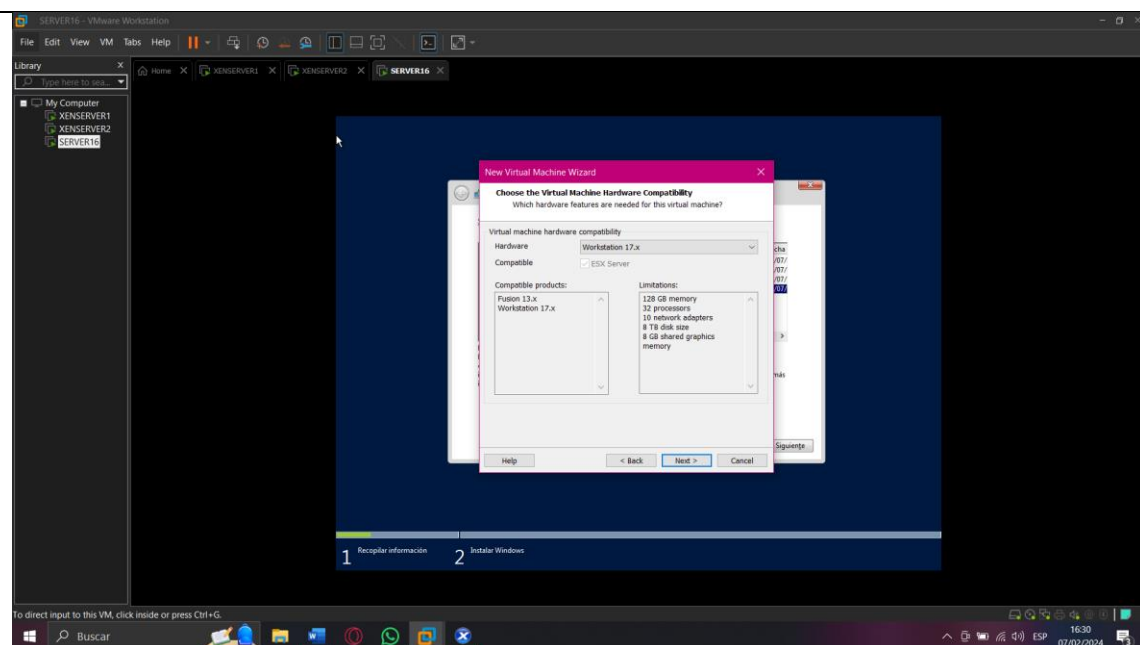 SERVER16 - VMware Workstation
File Edit View VM Tabs Help
Library X
Type here to sea...
Home X XENSERVER1 X XENSERVER2 X SERVER16 X
My Computer
XENSERVER1
XENSERVER2
SERVER16
New Virtual Machine Wizard
Choose the Virtual Machine Hardware Compatibility
Which hardware features are needed for this virtual machine?
Virtual machine hardware compatibility
Hardware Workstation 17.x
Compatible ESX Server
Compatible products: Limitations:
Fusion 13.x
Workstation 17.x
128 GB memory
32 processors
10 network adapters
8 TB disk size
8 GB shared graphics
memory
cha
/07/
/07/
/07/
/07/
más
Siguiente
Help < Back Next > Cancel
1 Recopilar información 2 Instalar Windows
To direct input to this VM, click inside or press Ctrl+G.
Buscar
ESP
16:30
07/02/2024